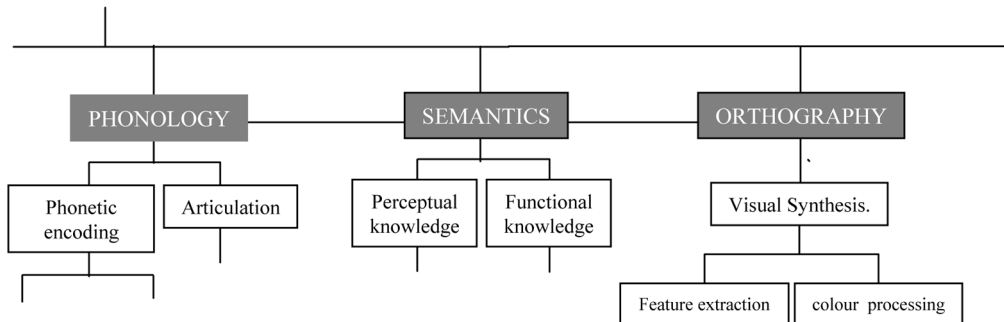 PHONOLOGY
SEMANTICS
ORTHOGRAPHY
Phonetic
encoding
Articulation
Perceptual
knowledge
Functional
knowledge
Visual Synthesis.
Feature extraction
colour processing